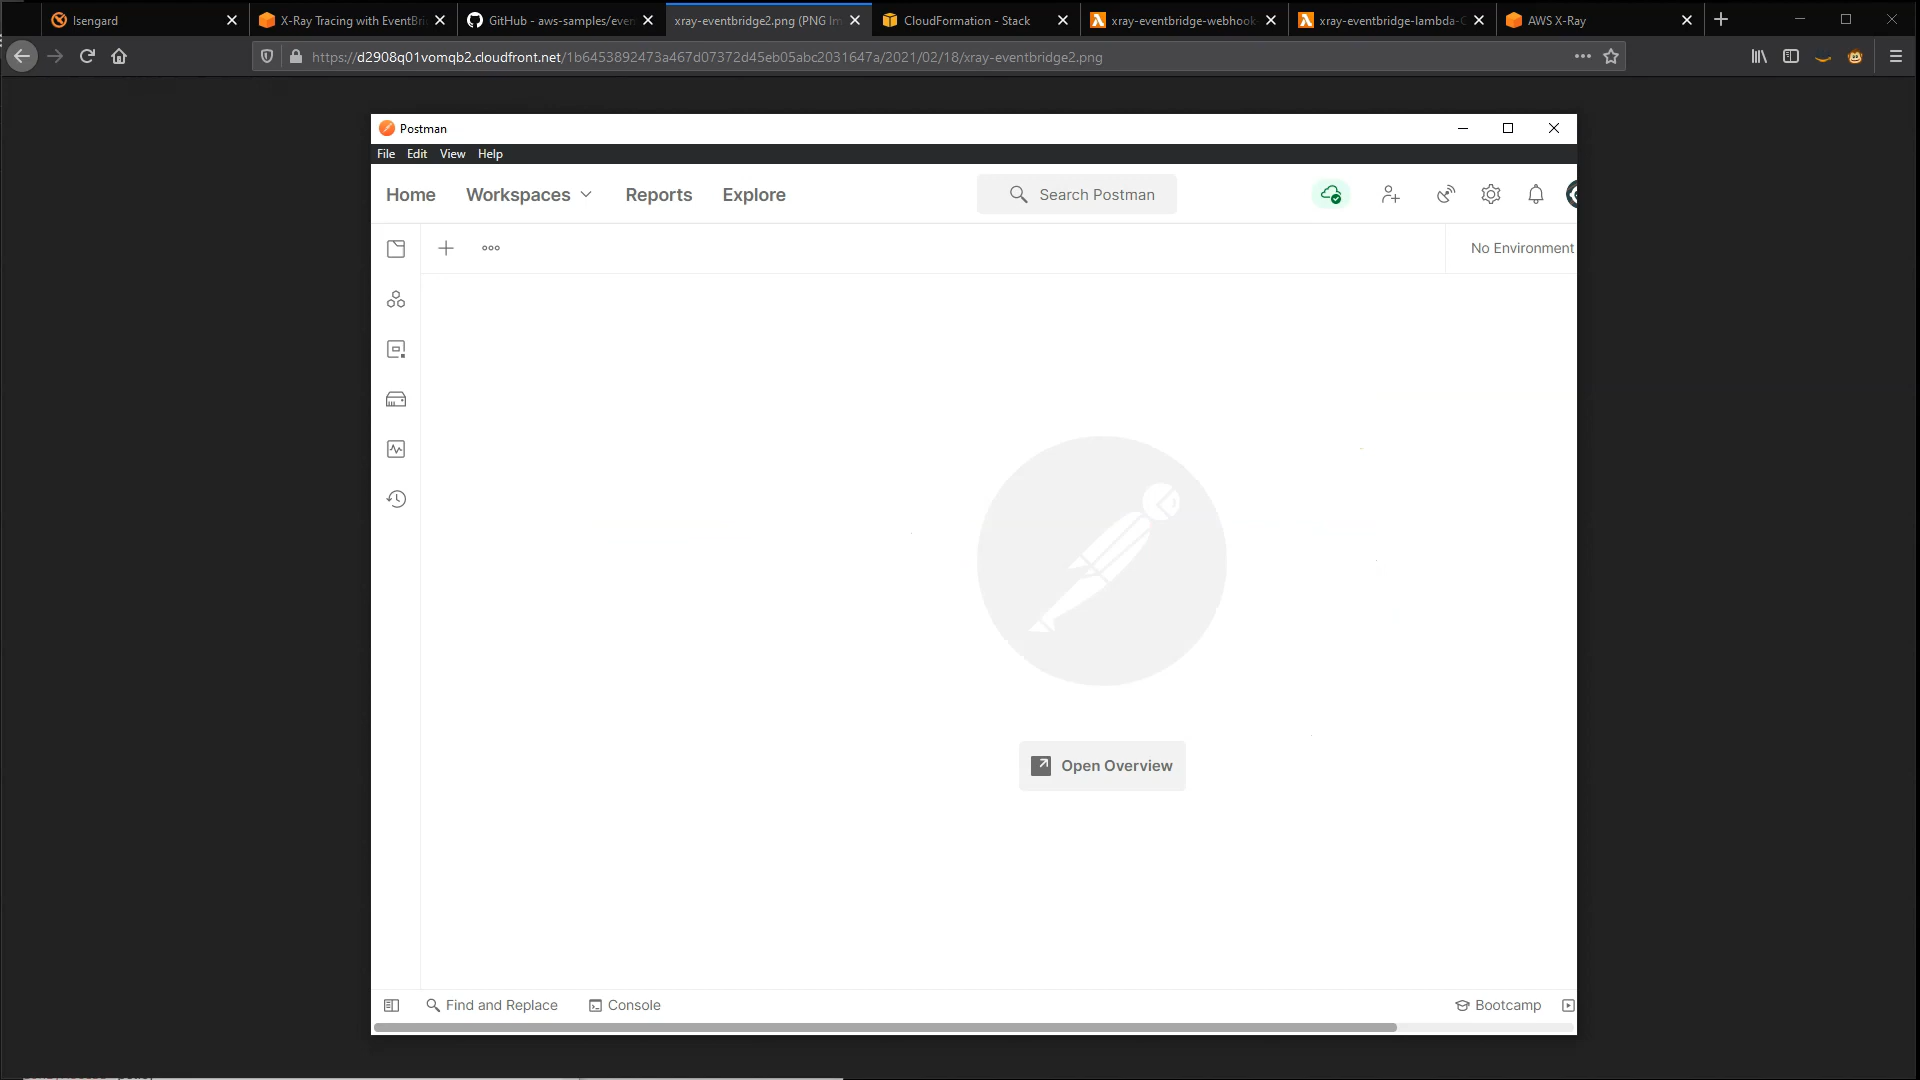 Isengard
X-Ray Tracing with EventBri
GitHub - aws-samples/even
xray-eventbridge2.png (PNG Im
CloudFormation - Stack
xray-eventbridge-webhook-
xray-eventbridge-lambda-C
AWS X-Ray
https://d2908q01vomqb2.cloudfront.net/1b6453892473a467d07372d45eb05abc2031647a/2021/02/18/xray-eventbridge2.png
Postman
File Edit View Help
Home Workspaces Reports Explore Search Postman
No Environment
Open Overview
Find and Replace Console Bootcamp